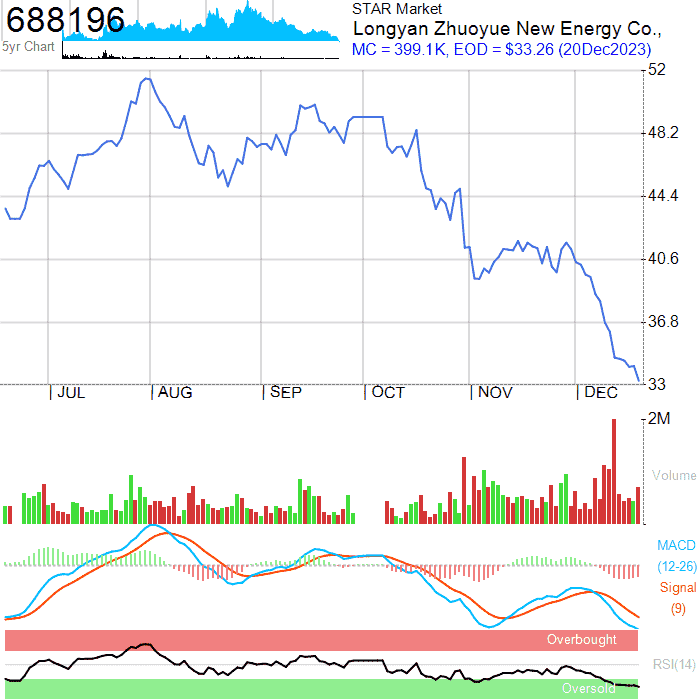 688196
5yr Chart
STAR Market
Longyan Zhuoyue New Energy Co.,
MC = 399.1K, EOD = $33.26 (20Dec2023)
52
48.2
44.4
40.6
36.8
33
JUL AUG SEP OCT NOV DEC
2M
Volume
MACD
(12-26)
Signal
(9)
Overbought
RSI(14)
Oversold